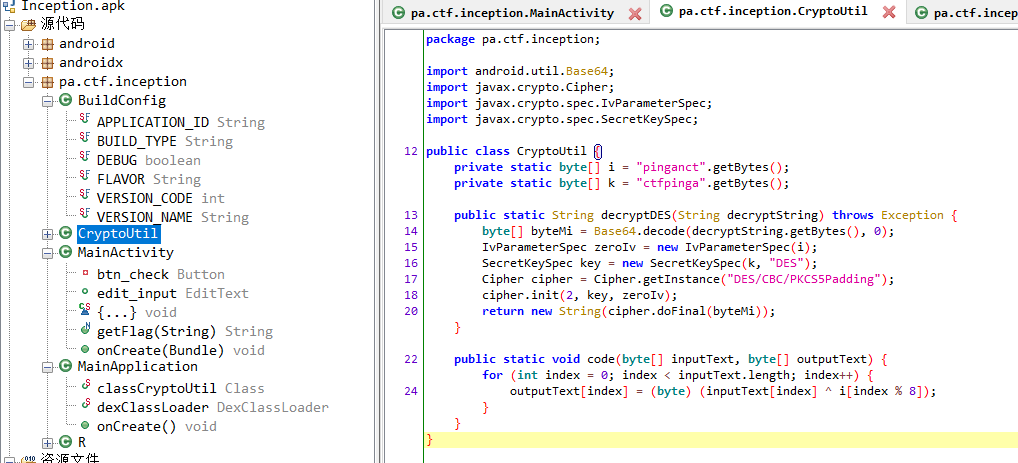 Inception.apk
源代码
android
androidx
pa.ctf.inception
BuildConfig
APPLICATION_ID String
BUILD_TYPE String
DEBUG boolean
FLAVOR String
VERSION_CODE int
VERSION_NAME String
CryptoUtil
MainActivity
btn_check Button
edit_input EditText
{...} void
getFlag(String) String
onCreate(Bundle) void
MainApplication
classCryptoUtil Class
dexClassLoader DexClassLoader
onCreate() void
R
资源文件
pa.ctf.inception.MainActivity
pa.ctf.inception.CryptoUtil
pa.ctf.incep
package pa.ctf.inception;
import android.util.Base64;
import javax.crypto.Cipher;
import javax.crypto.spec.IvParameterSpec;
import javax.crypto.spec.SecretKeySpec;
12 public class CryptoUtil {
private static byte[] i = "pinganct".getBytes();
private static byte[] k = "ctfpinga".getBytes();
13 public static String decryptDES(String decryptString) throws Exception {
14 byte[] byteMi = Base64.decode(decryptString.getBytes(), 0);
15 IvParameterSpec zeroIv = new IvParameterSpec(i);
16 SecretKeySpec key = new SecretKeySpec(k, "DES");
17 Cipher cipher = Cipher.getInstance("DES/CBC/PKCS5Padding");
18 cipher.init(2, key, zeroIv);
20 return new String(cipher.doFinal(byteMi));
}
22 public static void code(byte[] inputText, byte[] outputText) {
for (int index = 0; index < inputText.length; index++) {
24 outputText[index] = (byte) (inputText[index] ^ i[index % 8]);
}
}
}